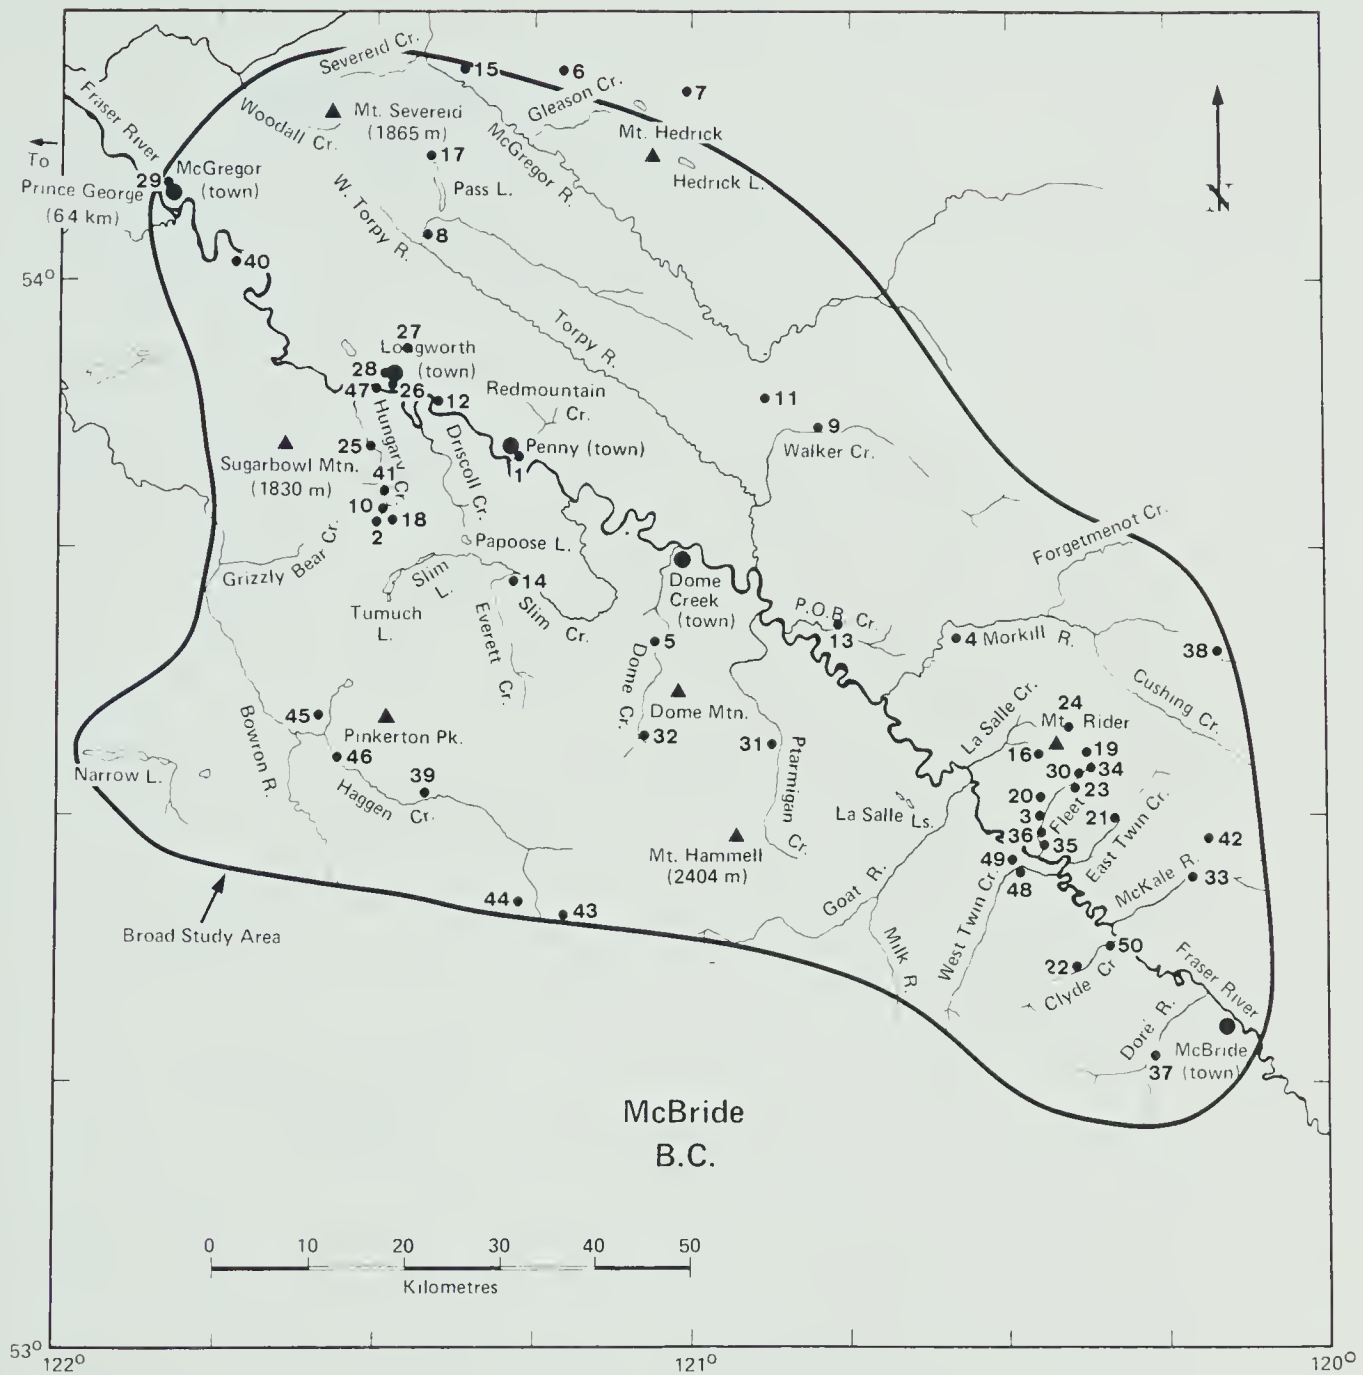 Severeid Cr.
15
6
Gleason Cr.
7
Fraser River
Woodall Cr.
Mt. Severeid
(1865 m)
McGregor R.
Mt. Hedrick
Hedrick L.
17
Pass L.
To
Prince George
(64 km)
29
McGregor
(town)
W. Torpy R.
8
N
40
54°
Torpy R.
27
Longworth
(town)
28
47
26
12
Redmountain
Cr.
11
9
Walker Cr.
Hungary Cr.
Driscoll Cr.
25
Sugarbowl Mtn.
(1830 m)
Penny (town)
1
41
10
2
18
Papoose L.
Grizzly Bear Cr.
Slim
L.
Tumuch
L.
14
Slim
Cr.
Everett Cr.
Dome
Creek
(town)
Forgetmenot Cr.
P.O.B. Cr.
13
4 Morkill R.
38
5
Dome Cr.
Dome Mtn.
32
31
Ptarmigan
Cr.
La Salle Cr.
24
Mt. Rider
Cushing Cr.
16
19
30
34
23
20
3
Fleet
21
36
35
East Twin Cr.
45
Pinkerton Pk.
46
Bowron R.
Haggen Cr.
39
Narrow L.
La Salle Ls.
Mt. Hammell
(2404 m)
Goat R.
Milk R.
49
48
West Twin Cr.
42
McKale R.
33
44
43
Broad Study Area
50
22
Clyde Cr
Fraser River
Dore' R.
McBride
(town)
37
McBride
B.C.
0 10 20 30 40 50
Kilometres
53°
122°
121°
120°